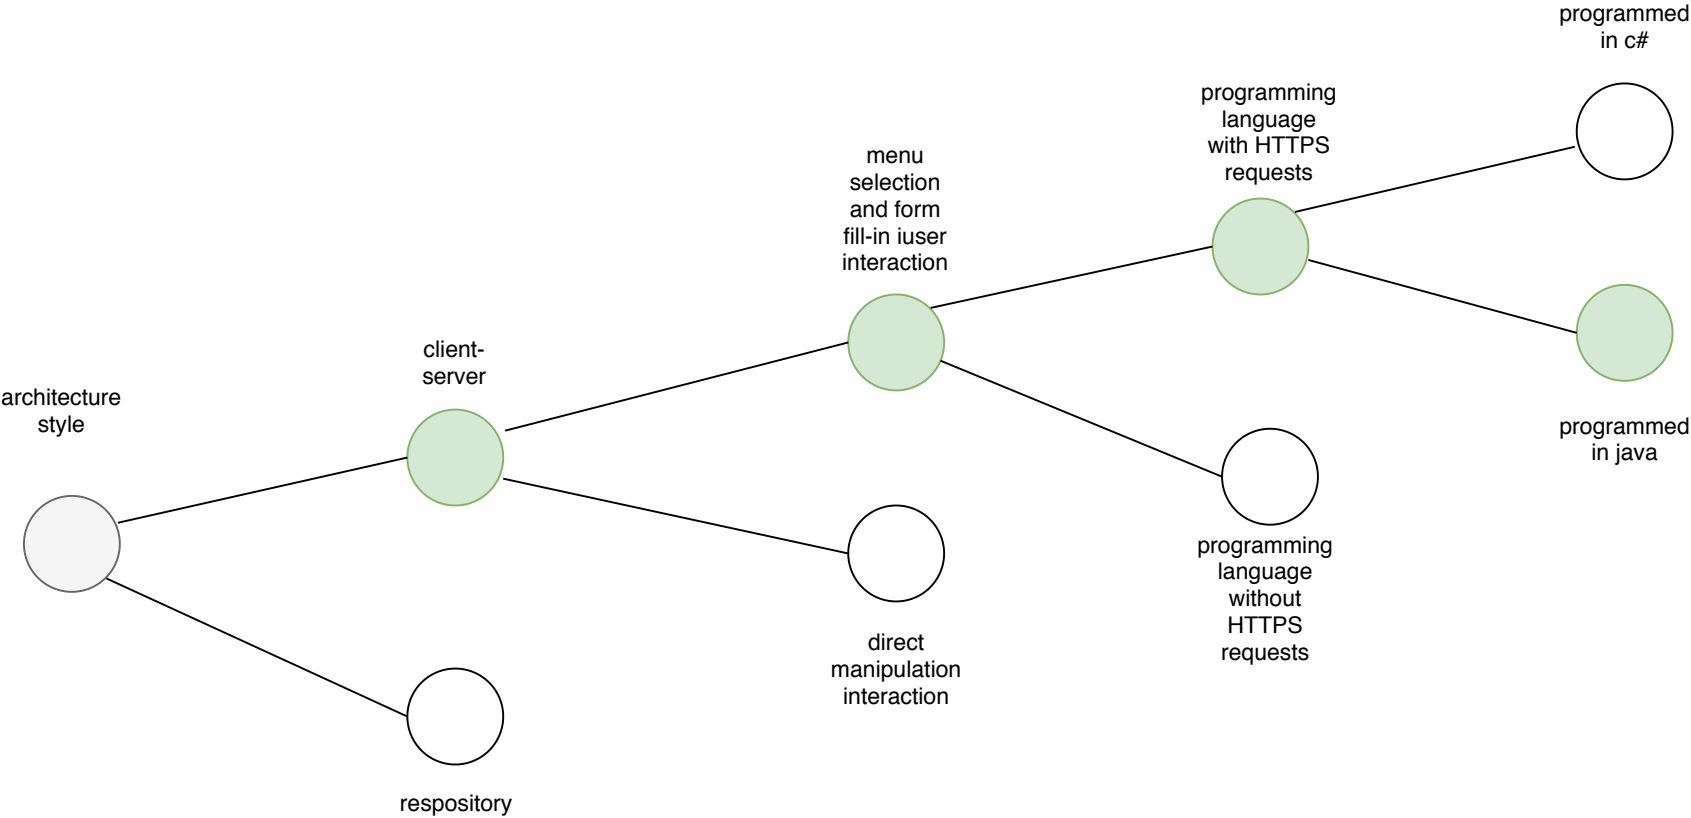 programmed
in c#
programming
language
with HTTPS
requests
menu
selection
and form
fill-in iuser
interaction
client-
server
architecture
style
programmed
in java
programming
language
without
HTTPS
requests
direct
manipulation
interaction
respository